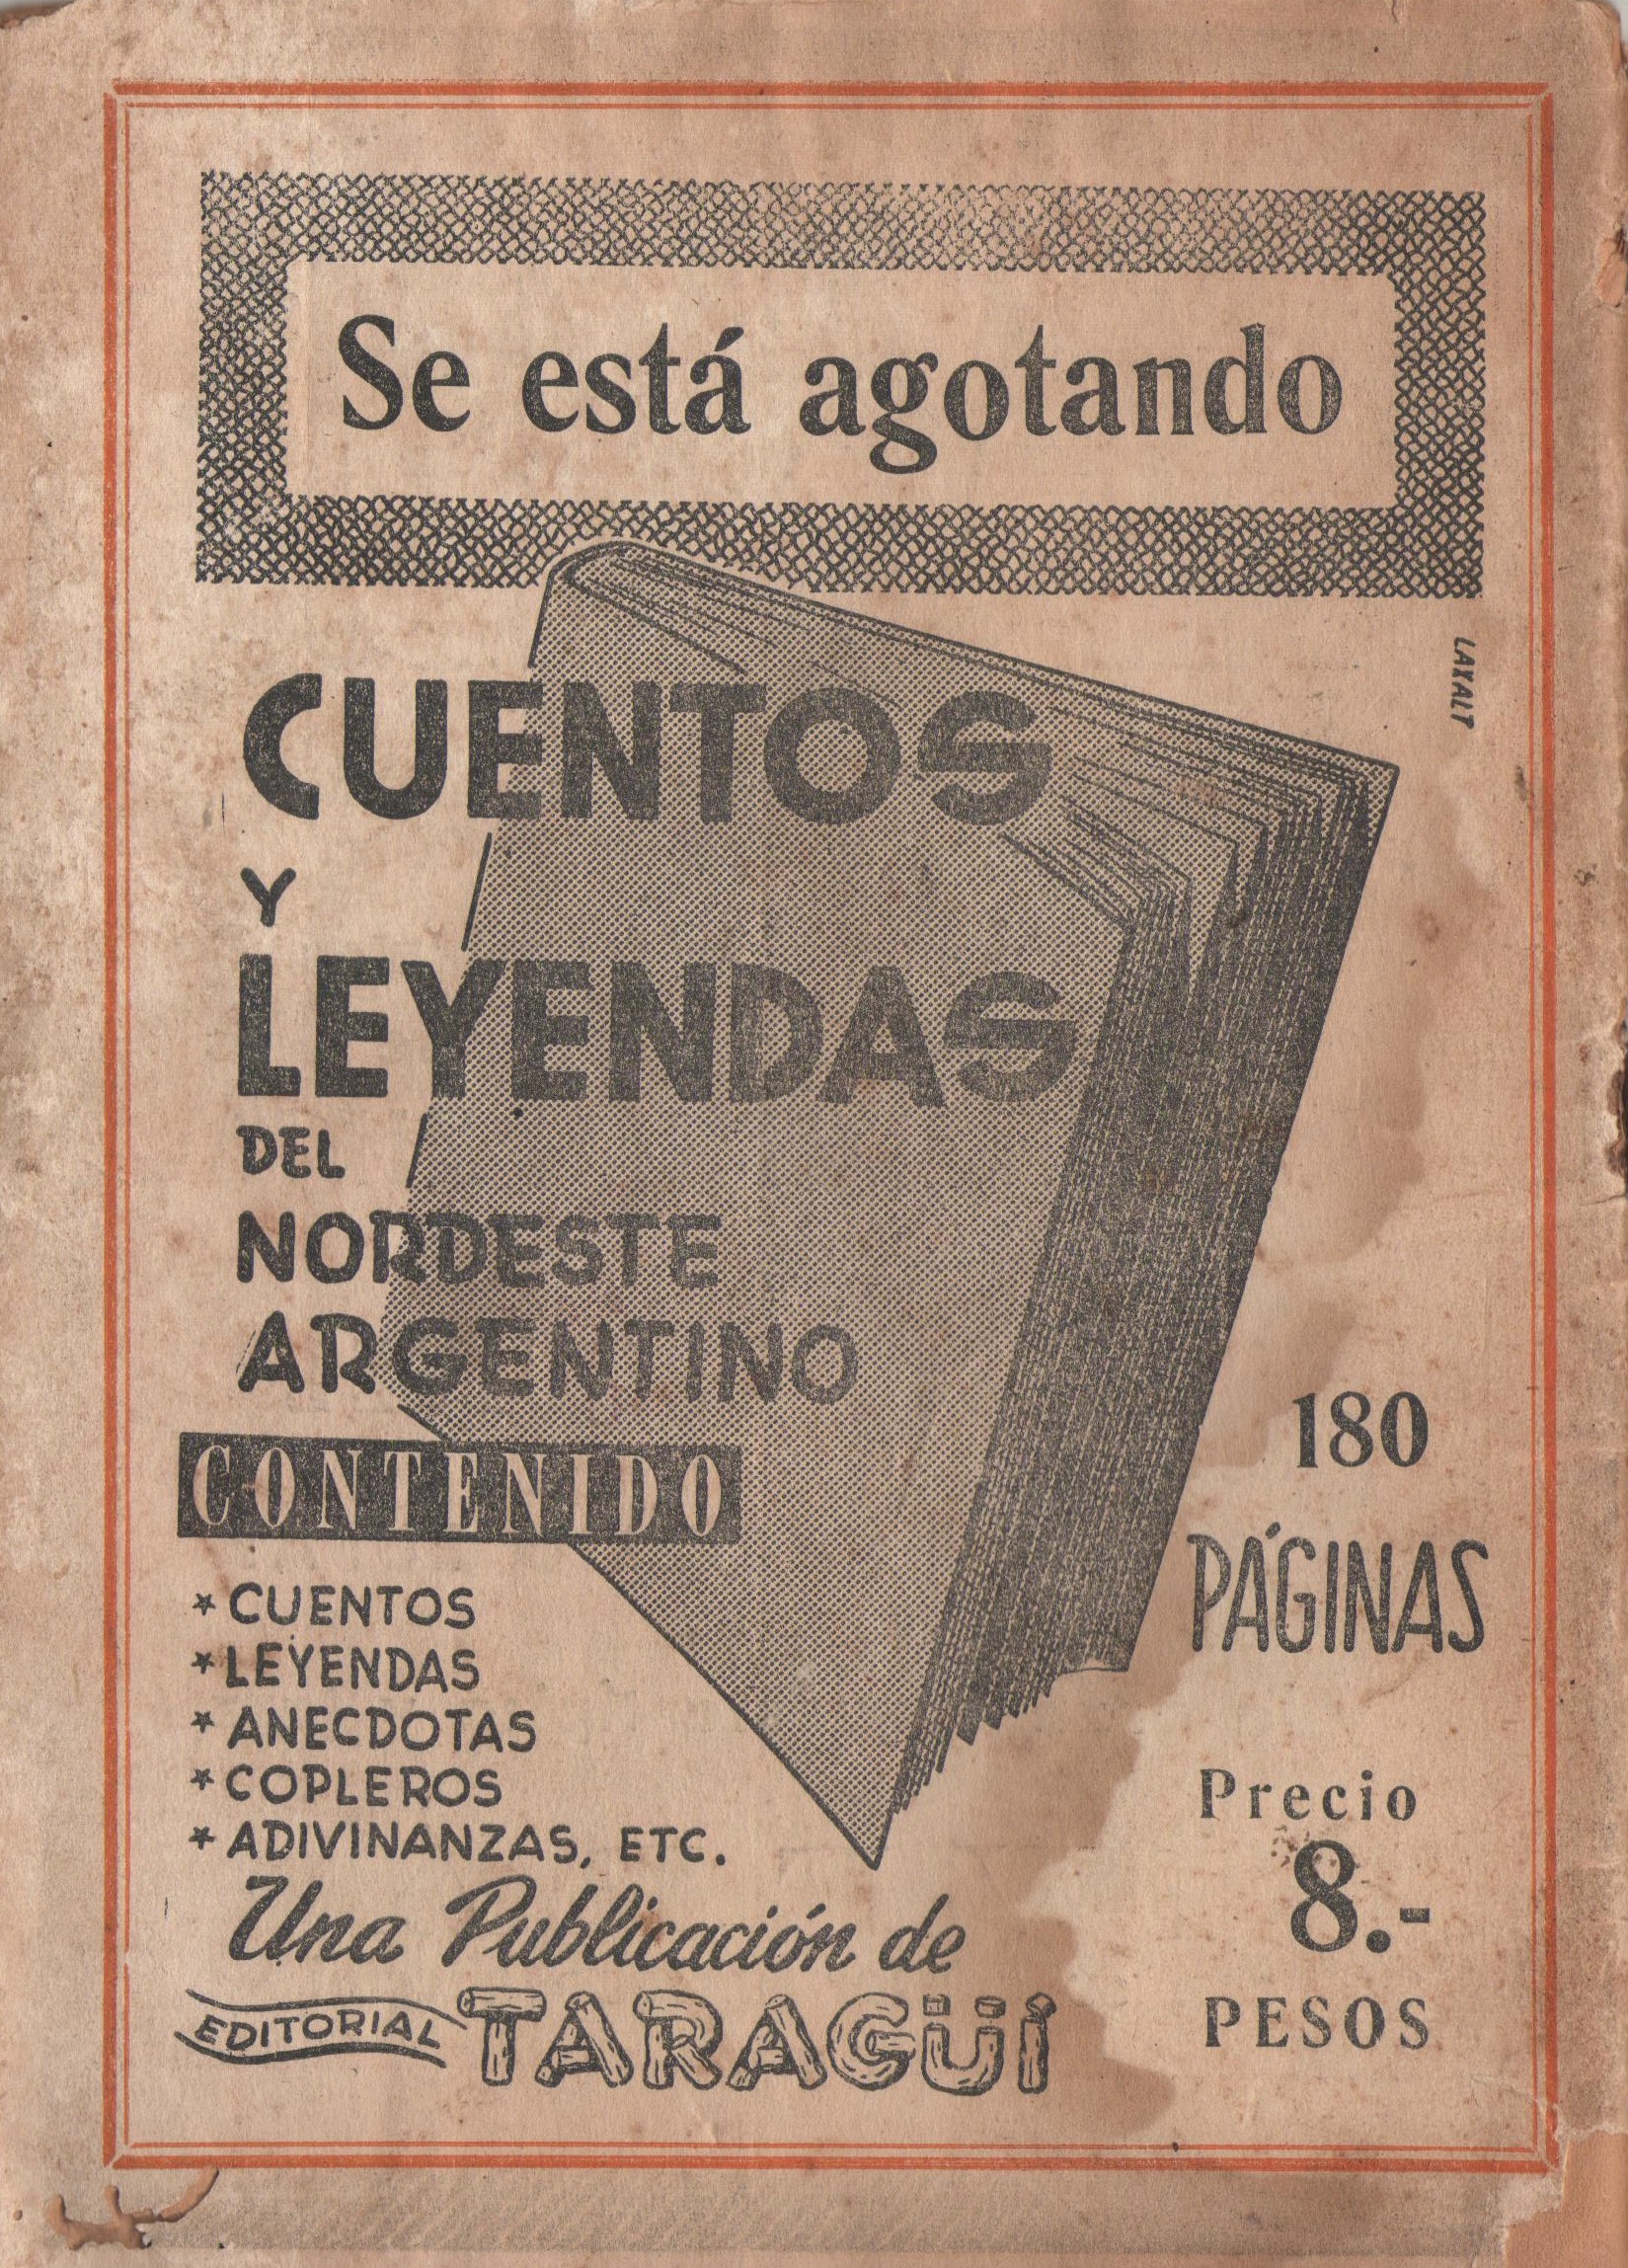 Se está agotando
LAXALT
CUENTOS
Y
LEYENDAS
DEL
NORDESTE
ARGENTINO
CONTENIDO
* CUENTOS
* LEYENDAS
* ANECDOTAS
* COPLEROS
* ADIVINANZAS, ETC.
180
PÁGINAS
Precio
8.-
PESOS
Una Publicación de
EDITORIAL TARAGÜÍ